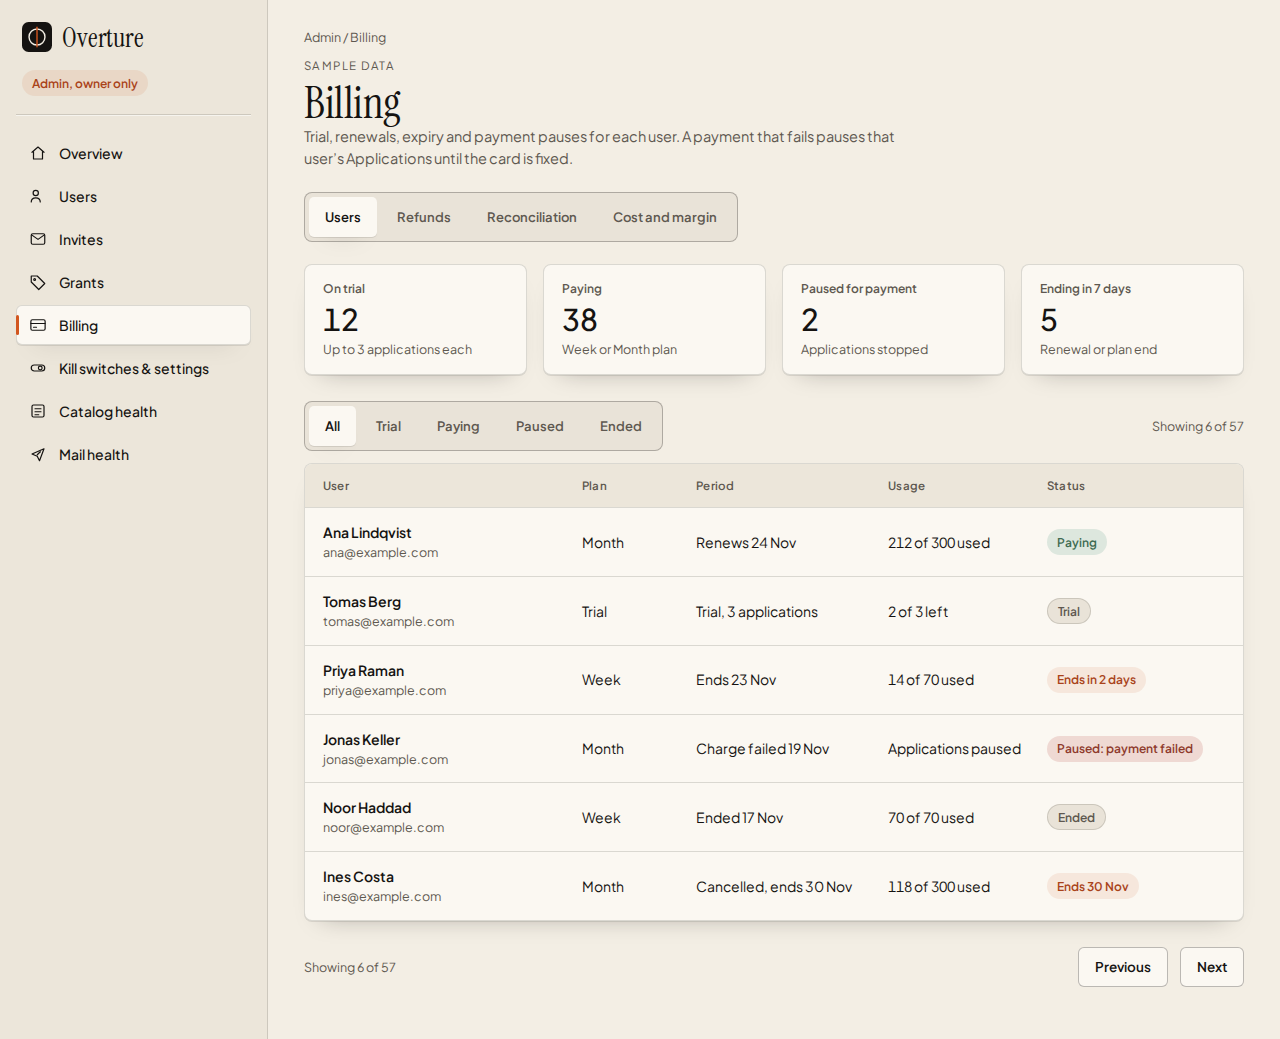 Overture
Admin, owner only
Overview
Users
Invites
Grants
Billing
Kill switches & settings
Catalog health
Mail health
Admin / Billing
SAMPLE DATA
Billing
Trial, renewals, expiry and payment pauses for each user. A payment that fails pauses that
user's Applications until the card is fixed.
Users Refunds Reconciliation Cost and margin
On trial
12
Up to 3 applications each
Paying
38
Week or Month plan
Paused for payment
2
Applications stopped
Ending in 7 days
5
Renewal or plan end
All Trial Paying Paused Ended
Showing 6 of 57
User Plan Period Usage Status
Ana Lindqvist
ana@example.com
Month Renews 24 Nov 212 of 300 used Paying
Tomas Berg
tomas@example.com
Trial Trial, 3 applications 2 of 3 left Trial
Priya Raman
priya@example.com
Week Ends 23 Nov 14 of 70 used Ends in 2 days
Jonas Keller
jonas@example.com
Month Charge failed 19 Nov Applications paused Paused: payment failed
Noor Haddad
noor@example.com
Week Ended 17 Nov 70 of 70 used Ended
Ines Costa
ines@example.com
Month Cancelled, ends 30 Nov 118 of 300 used Ends 30 Nov
Showing 6 of 57
Previous Next